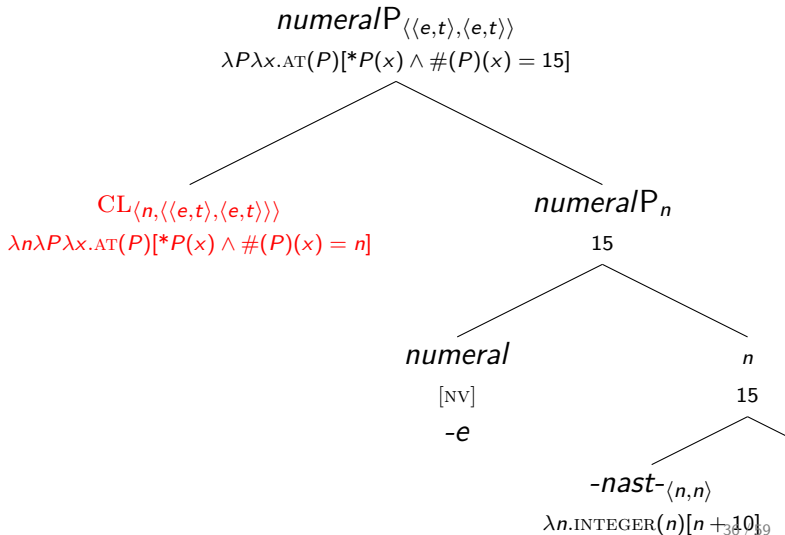 numeralP⟨⟨e,t⟩,⟨e,t⟩⟩
λPλx.AT(P)[*P(x) ∧ #(P)(x) = 15]
CL⟨n,⟨⟨e,t⟩,⟨e,t⟩⟩⟩
numeralPn
λnλPλx.AT(P)[*P(x) ∧ #(P)(x) = n]
15
numeral
n
[NV]
15
-e
-nast-⟨n,n⟩
λn.INTEGER(n)[n + 10]